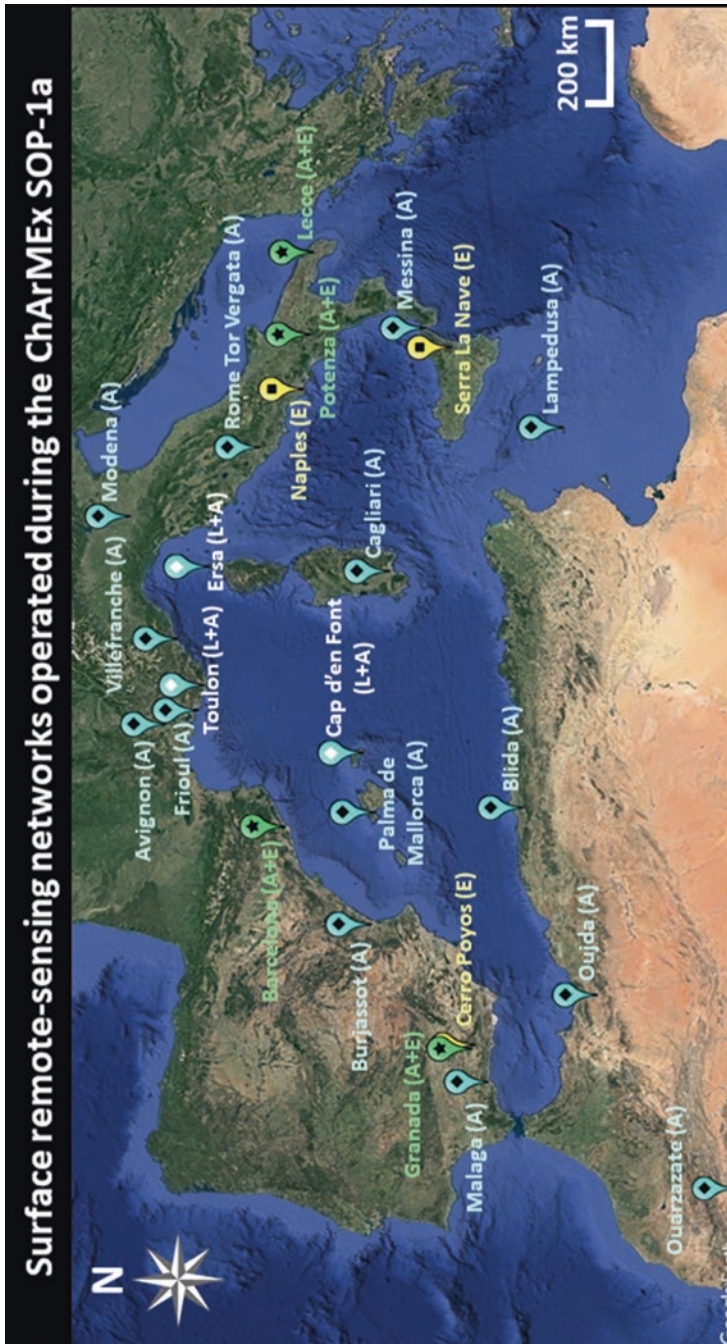 Surface remote-sensing networks operated during the ChArMEx SOP-1a
N
Modena (A)
Avignon (A)
Villefranche (A)
Frioul (A)
Toulon (L+A)
Ersa (L+A)
Rome Tor Vergata (A)
Barcelona (A+E)
Naples (E)
Potenza (A+E)
Lecce (A+E)
Burjassot (A)
Palma de
Mallorca (A)
Cap d'en Font
(L+A)
Cagliari (A)
Messina (A)
Granada (A+E)
Cerro Poyos (E)
Serra La Nave (E)
Malaga (A)
Blida (A)
Lampedusa (A)
Oujda (A)
200 km
Ouarzazate (A)